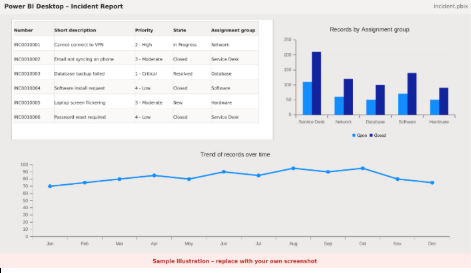 Power BI Desktop – Incident Report
incident.pbix
Number Short description Priority State Assignment group
INC0010001 Cannot connect to VPN 2 - High In Progress Network
INC0010002 Email not syncing on phone 3 - Moderate Closed Service Desk
INC0010003 Database backup failed 1 - Critical Resolved Database
INC0010004 Software install request 4 - Low Closed Software
INC0010005 Laptop screen flickering 3 - Moderate New Hardware
INC0010006 Password reset required 4 - Low Closed Service Desk
Records by Assignment group
250
200
150
100
50
0
Service Desk Network Database Software Hardware
Open Closed
Trend of records over time
100
90
80
70
60
50
40
30
20
10
0
Jan Feb Mar Apr May Jun Jul Aug Sep Oct Nov Dec
Sample Illustration – replace with your own screenshot